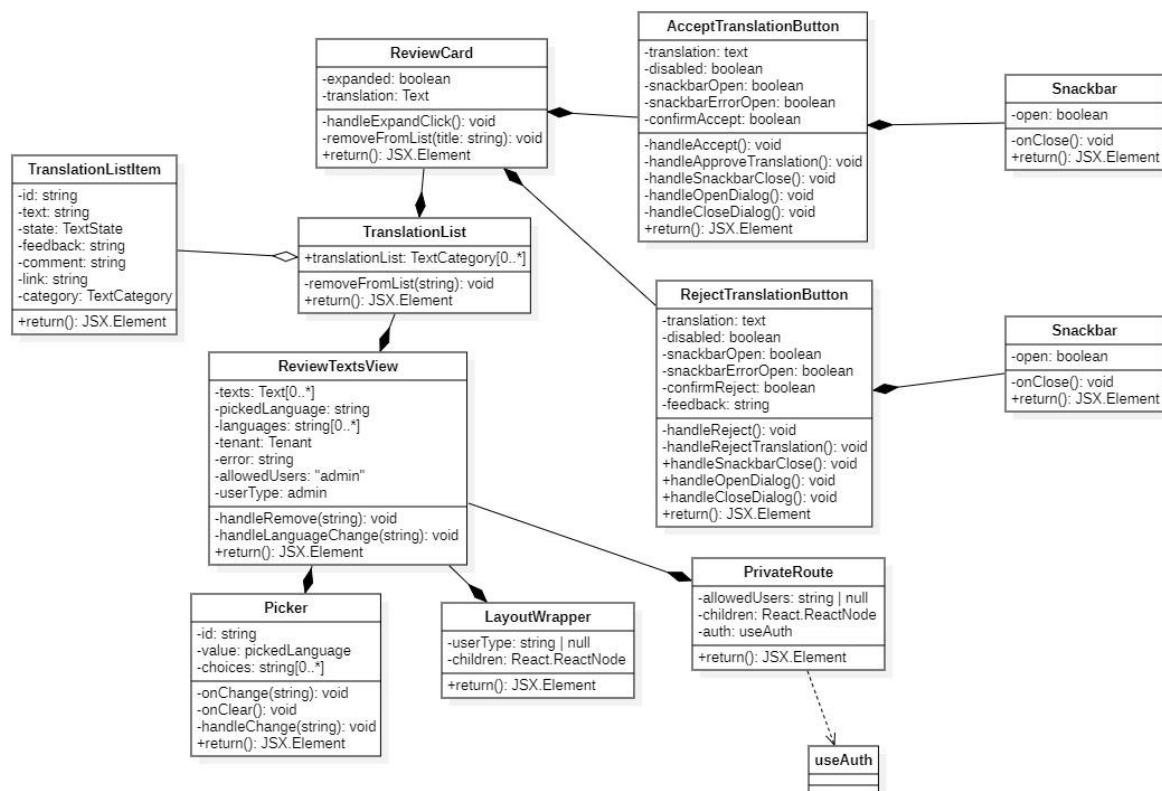 AcceptTranslationButton
-translation: text
-disabled: boolean
-snackbarOpen: boolean
-snackbarErrorOpen: boolean
-confirmAccept: boolean
-handleAccept(): void
-handleApproveTranslation(): void
-handleSnackbarClose(): void
-handleOpenDialog(): void
-handleCloseDialog(): void
+return(): JSX.Element
ReviewCard
-expanded: boolean
-translation: Text
-handleExpandClick(): void
-removeFromList(title: string): void
+return(): JSX.Element
Snackbar
-open: boolean
-onClose(): void
+return(): JSX.Element
TranslationListItem
-id: string
-text: string
-state: TextState
-feedback: string
-comment: string
-link: string
-category: TextCategory
+return(): JSX.Element
TranslationList
+translationList: TextCategory[0..*]
-removeFromList(string): void
+return(): JSX.Element
RejectTranslationButton
-translation: text
-disabled: boolean
-snackbarOpen: boolean
-snackbarErrorOpen: boolean
-confirmReject: boolean
-feedback: string
-handleReject(): void
-handleRejectTranslation(): void
+handleSnackbarClose(): void
+handleOpenDialog(): void
+handleCloseDialog(): void
+return(): JSX.Element
Snackbar
-open: boolean
-onClose(): void
+return(): JSX.Element
ReviewTextsView
-texts: Text[0..*]
-pickedLanguage: string
-languages: string[0..*]
-tenant: Tenant
-error: string
-allowedUsers: "admin"
-userType: admin
-handleRemove(string): void
-handleLanguageChange(string): void
+return(): JSX.Element
PrivateRoute
-allowedUsers: string | null
-children: React.ReactNode
-auth: useAuth
+return(): JSX.Element
Picker
-id: string
-value: pickedLanguage
-choices: string[0..*]
-onChange(string): void
-onClear(): void
-handleChange(string): void
+return(): JSX.Element
LayoutWrapper
-userType: string | null
-children: React.ReactNode
+return(): JSX.Element
useAuth